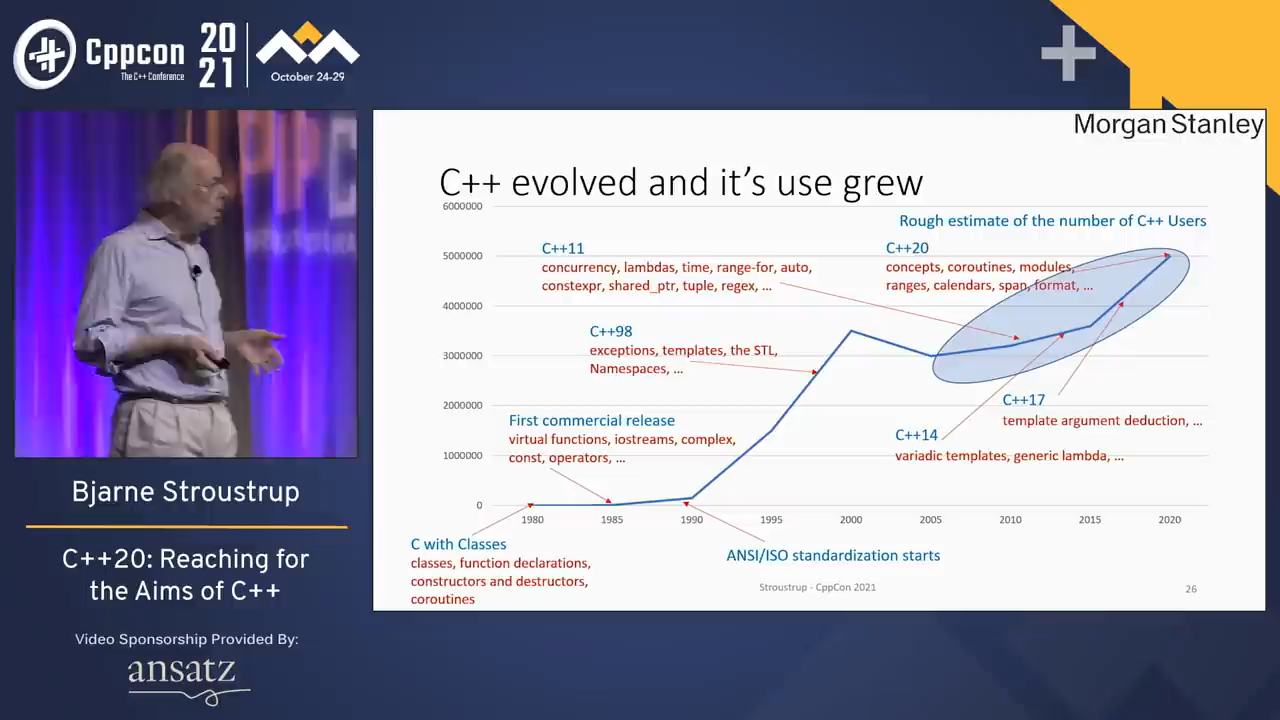 Cppcon
The C++ Conference
20
21
October 24-29
Morgan Stanley
C++ evolved and it's use grew
Rough estimate of the number of C++ Users
6000000
5000000
4000000
3000000
2000000
1000000
0
1980
1985
1990
1995
2000
2005
2010
2015
2020
C++11
concurrency, lambdas, time, range-for, auto,
constexpr, shared_ptr, tuple, regex, ...
C++20
concepts, coroutines, modules,
ranges, calendars, span, format, ...
C++98
exceptions, templates, the STL,
Namespaces, ...
First commercial release
virtual functions, iostreams, complex,
const, operators, ...
C++17
template argument deduction, ...
C++14
variadic templates, generic lambda, ...
C with Classes
classes, function declarations,
constructors and destructors,
coroutines
ANSI/ISO standardization starts
Stroustrup - CppCon 2021
26
Bjarne Stroustrup
C++20: Reaching for
the Aims of C++
Video Sponsorship Provided By:
ansatz